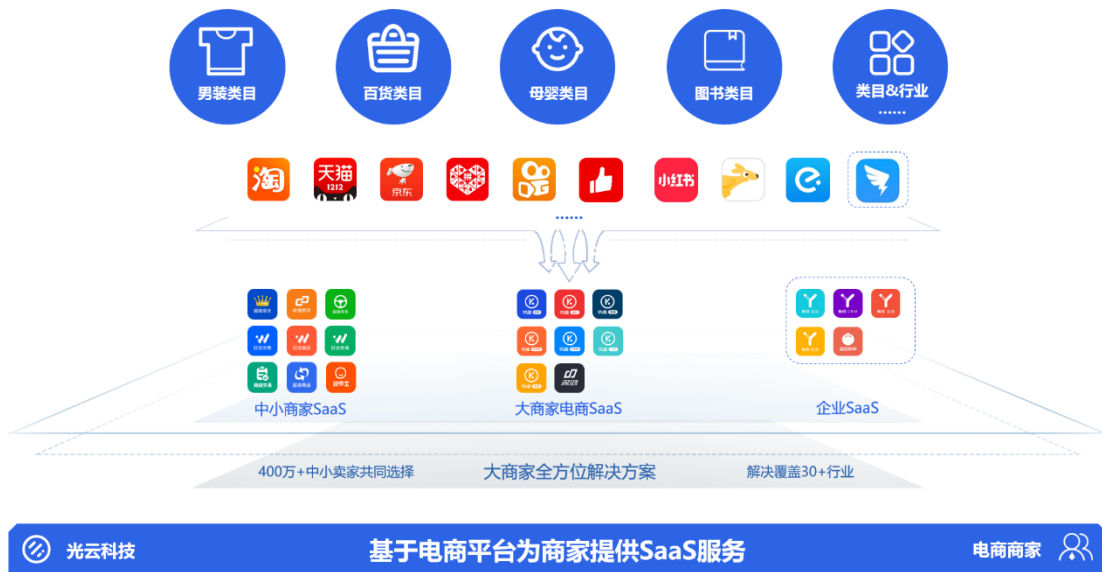 男装类目
百货类目
母婴类目
图书类目
类目&行业
......
淘
天猫
1212
京东
拼
小红书
......
中小商家SaaS
大商家电商SaaS
企业SaaS
400万+中小卖家共同选择
大商家全方位解决方案
解决覆盖30+行业
光云科技
基于电商平台为商家提供SaaS服务
电商商家